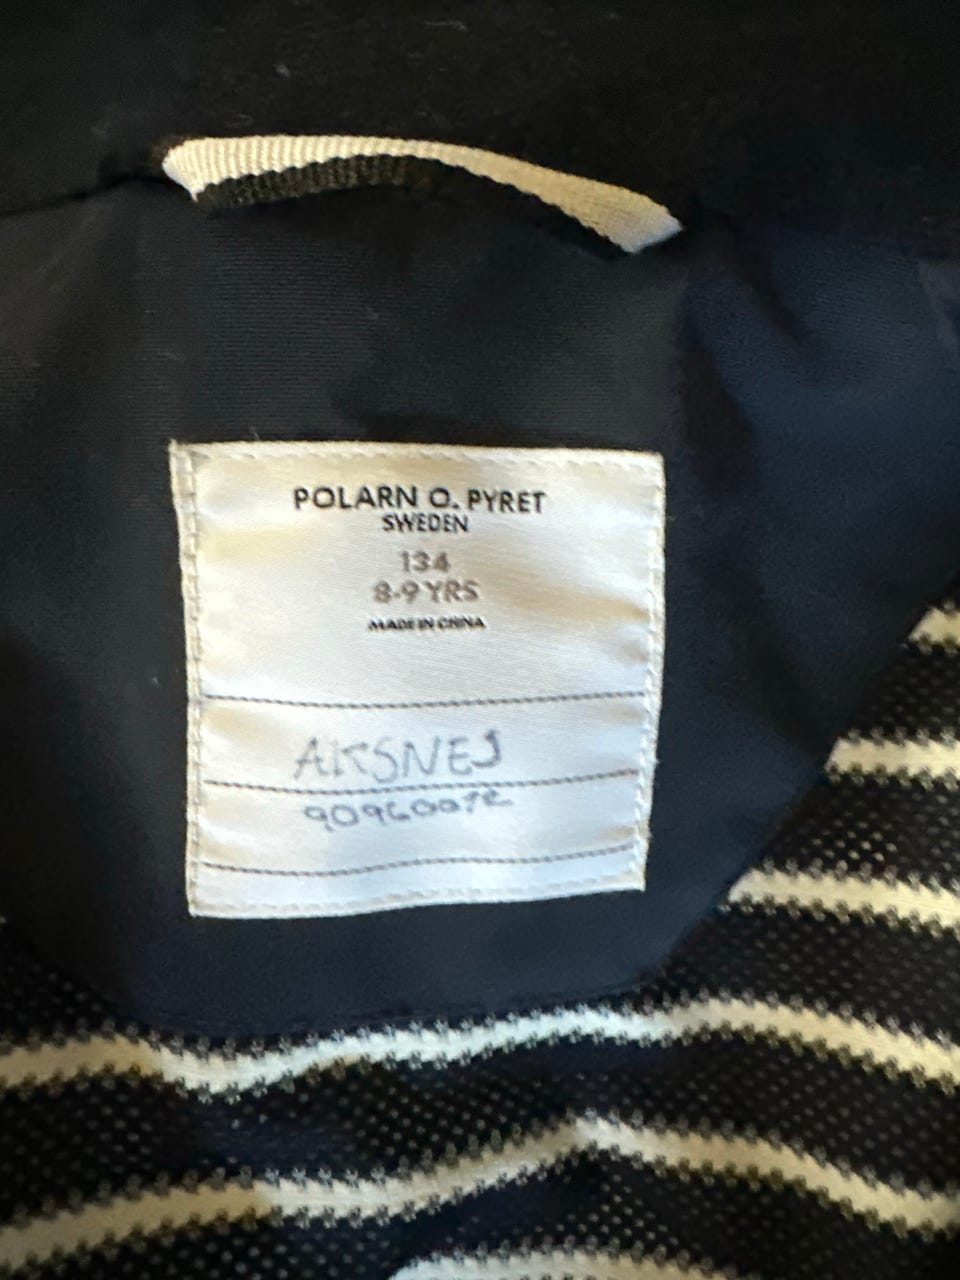 POLARN O. PYRET
SWEDEN
134
8-9 YRS
MADE IN CHINA
AKSNES